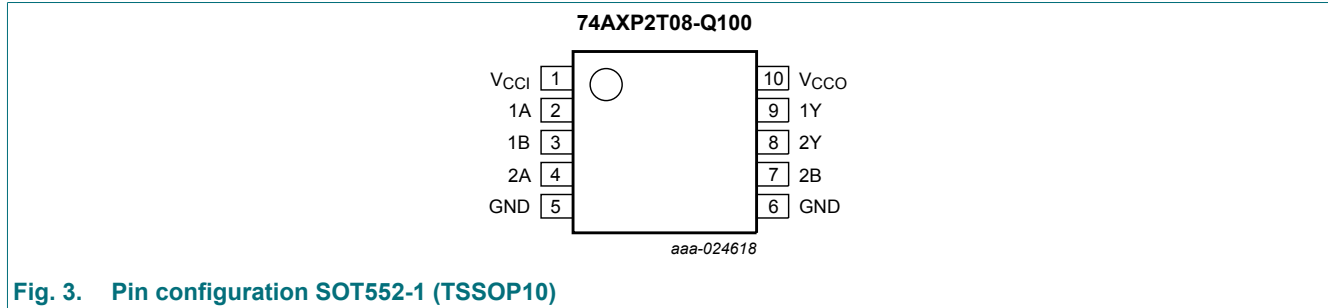 74AXP2T08-Q100
VCCI 1 10 VCCO
1A 2 9 1Y
1B 3 8 2Y
2A 4 7 2B
GND 5 6 GND
aaa-024618
Fig. 3. Pin configuration SOT552-1 (TSSOP10)